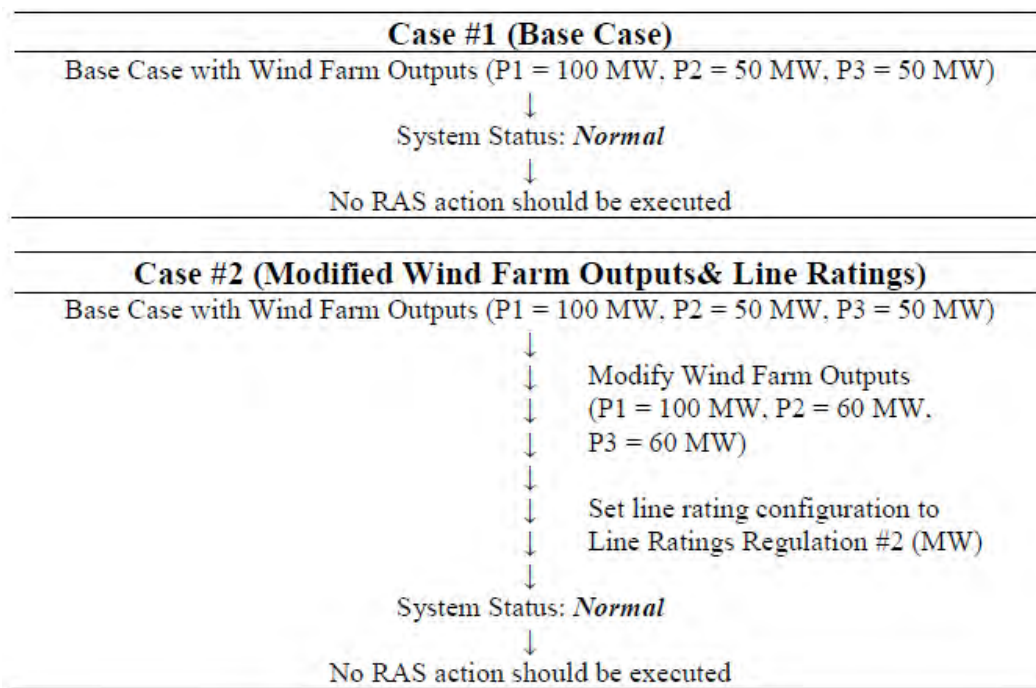 Case #1 (Base Case)
Base Case with Wind Farm Outputs (P1 = 100 MW, P2 = 50 MW, P3 = 50 MW)
↓
System Status: Normal
↓
No RAS action should be executed
Case #2 (Modified Wind Farm Outputs& Line Ratings)
Base Case with Wind Farm Outputs (P1 = 100 MW, P2 = 50 MW, P3 = 50 MW)
↓
↓ Modify Wind Farm Outputs
↓ (P1 = 100 MW, P2 = 60 MW,
↓ P3 = 60 MW)
↓
↓ Set line rating configuration to
↓ Line Ratings Regulation #2 (MW)
↓
System Status: Normal
↓
No RAS action should be executed